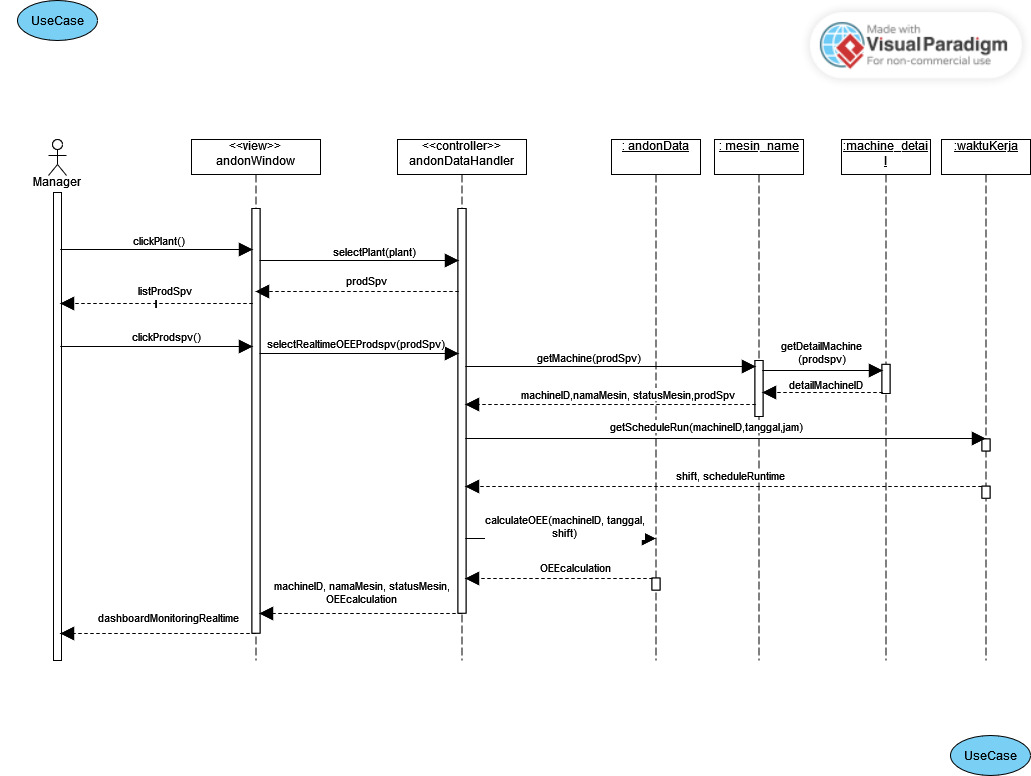 UseCase
Made with
Visual Paradigm
For non-commercial use
Manager
<<view>>
andonWindow
<<controller>>
andonDataHandler
: andonData
: mesin_name
:machine_detai
l
:waktuKerja
clickPlant()
selectPlant(plant)
prodSpv
listProdSpv
clickProdspv()
selectRealtimeOEEProdspv(prodSpv)
getMachine(prodSpv)
getDetailMachine
(prodspv)
detailMachineID
machineID,namaMesin, statusMesin,prodSpv
getScheduleRun(machineID,tanggal,jam)
shift, scheduleRuntime
calculateOEE(machineID, tanggal,
shift)
OEEcalculation
machineID, namaMesin, statusMesin,
OEEcalculation
dashboardMonitoringRealtime
UseCase